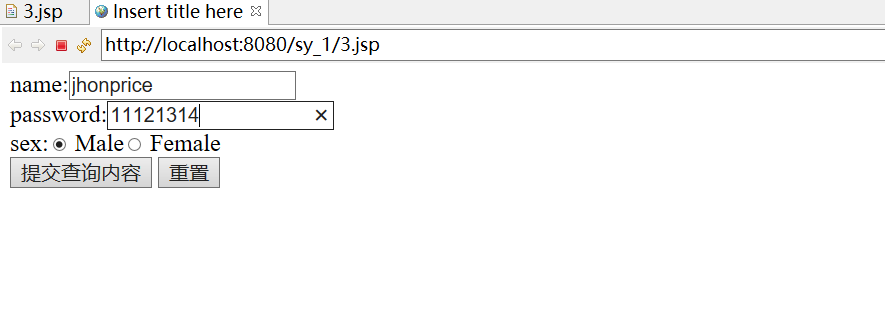 3.jsp Insert title here
http://localhost:8080/sy_1/3.jsp
name:jhonprice
password:11121314
sex: Male Female
提交查询内容 重置